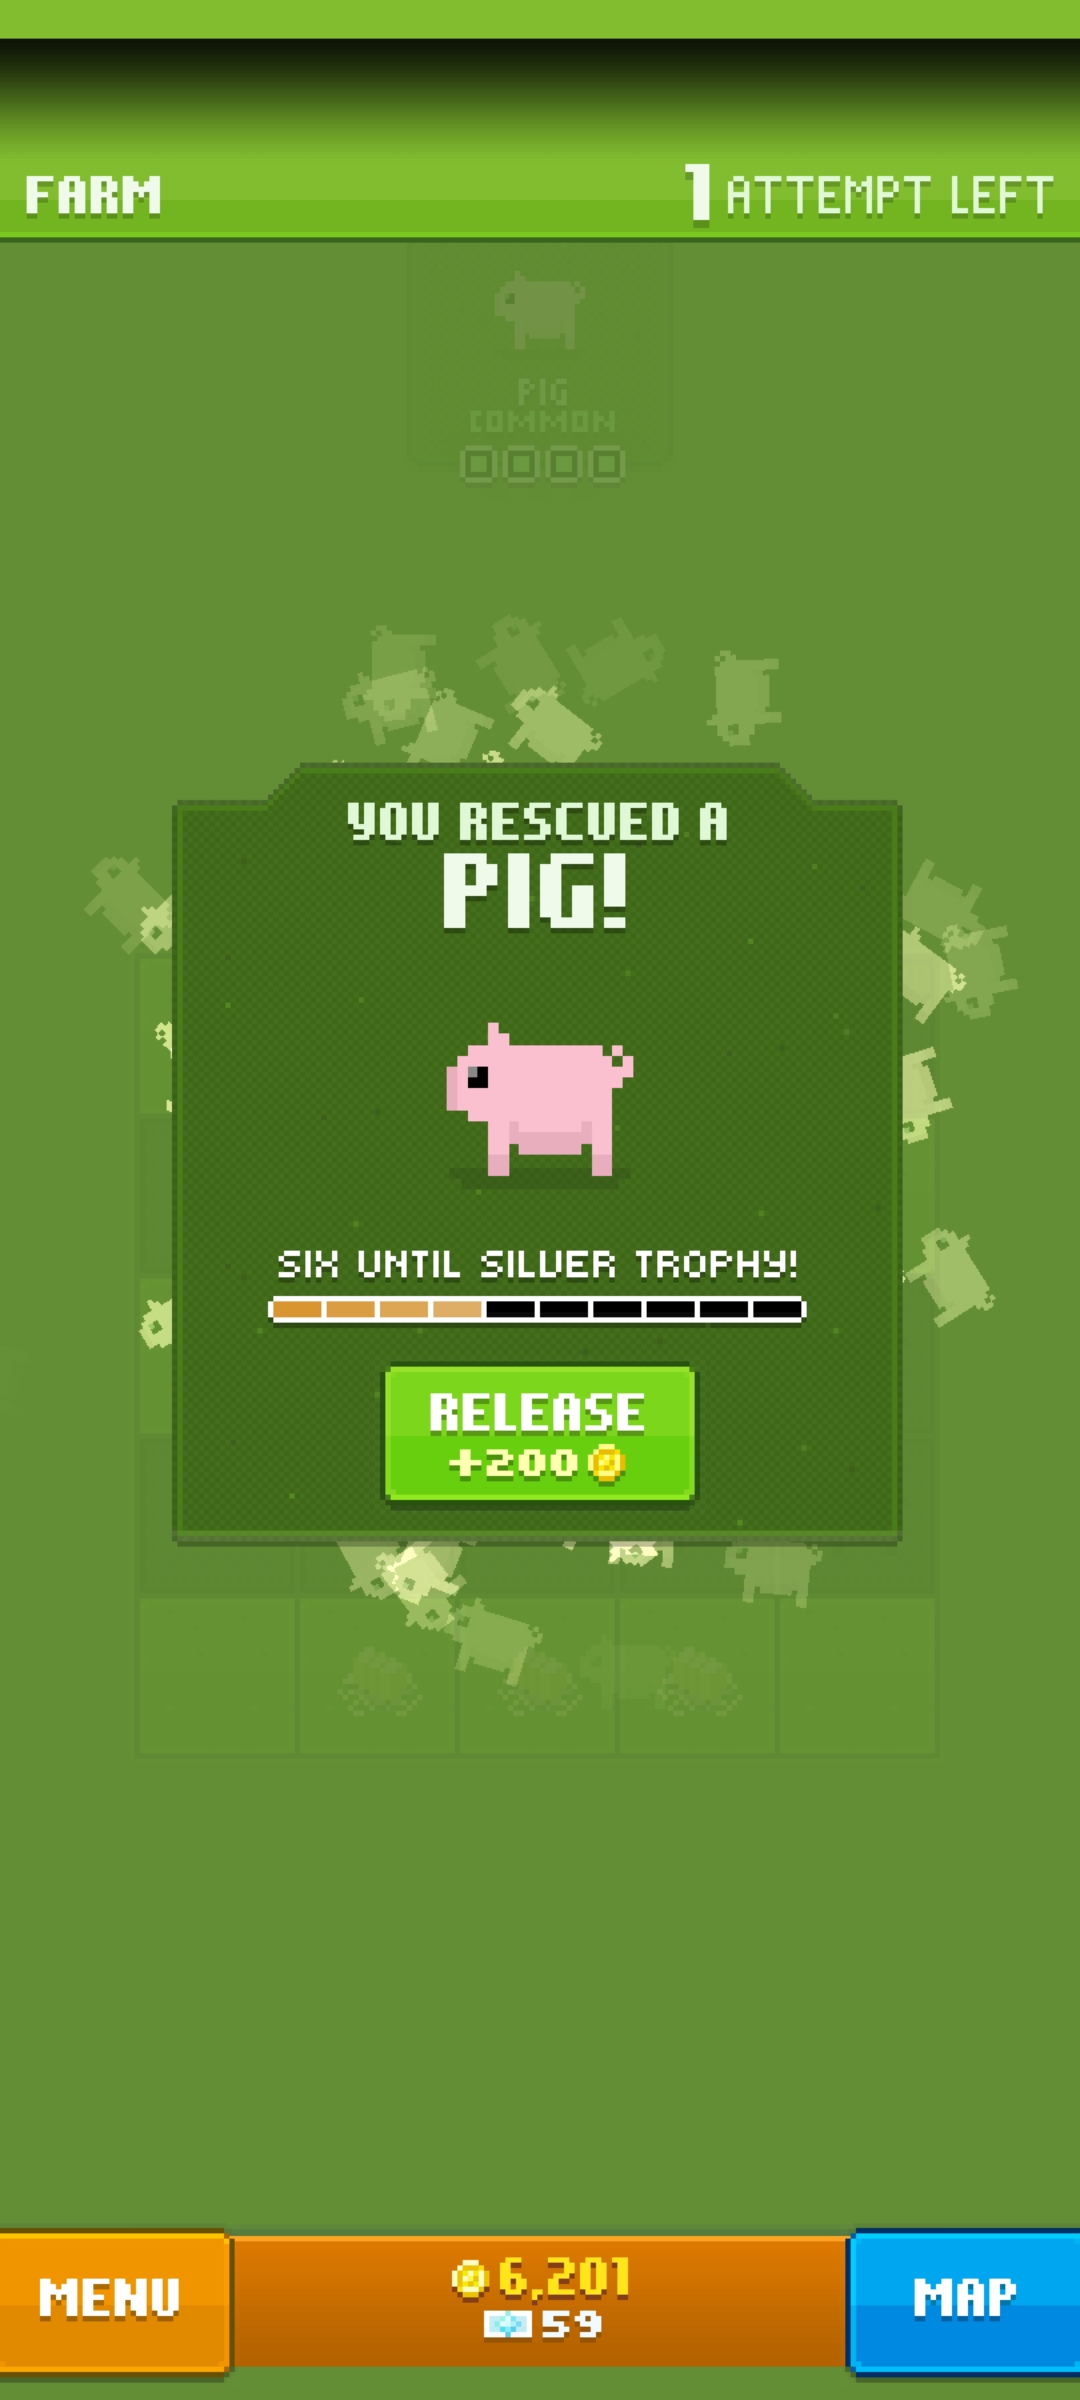 FARM
1 ATTEMPT LEFT
PIG
COMMON
YOU RESCUED A
PIG!
SIX UNTIL SILVER TROPHY!
RELEASE
+200
MENU
6,201
59
MAP